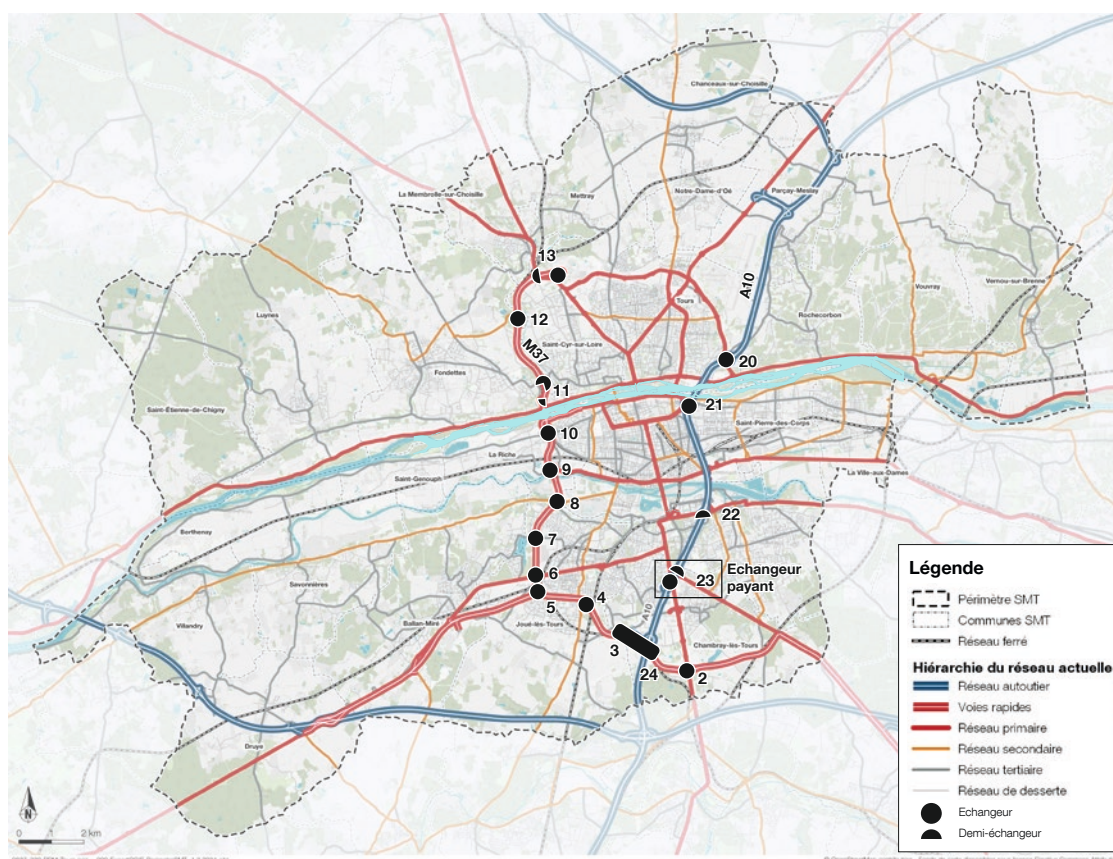 Chanceaux-sur-Choisille
La Membrolle-sur-Choisille
Mettray
Notre-Dame-d'Oé
Parçay-Meslay
13
A10
Vernou-sur-Brenne
Vouvray
Tours
Luynes
12
Rochecorbon
M37
Saint-Cyr-sur-Loire
20
Fondettes
11
Saint-Étienne-de-Chigny
21
Saint-Pierre-des-Corps
10
La Riche
9
La Ville-aux-Dames
Saint-Genouph
8
22
Berthenay
7
Echangeur
payant
23
6
Savonnières
5
4
A10
Villandry
Ballan-Miré
Joué-lès-Tours
3
Chambray-lès-Tours
24
2
Druye
N
0 1 2 km
Légende
Périmètre SMT
Communes SMT
Réseau ferré
Hiérarchie du réseau actuelle
Réseau autoutier
Voies rapides
Réseau primaire
Réseau secondaire
Réseau tertiaire
Réseau de desserte
Echangeur
Demi-échangeur